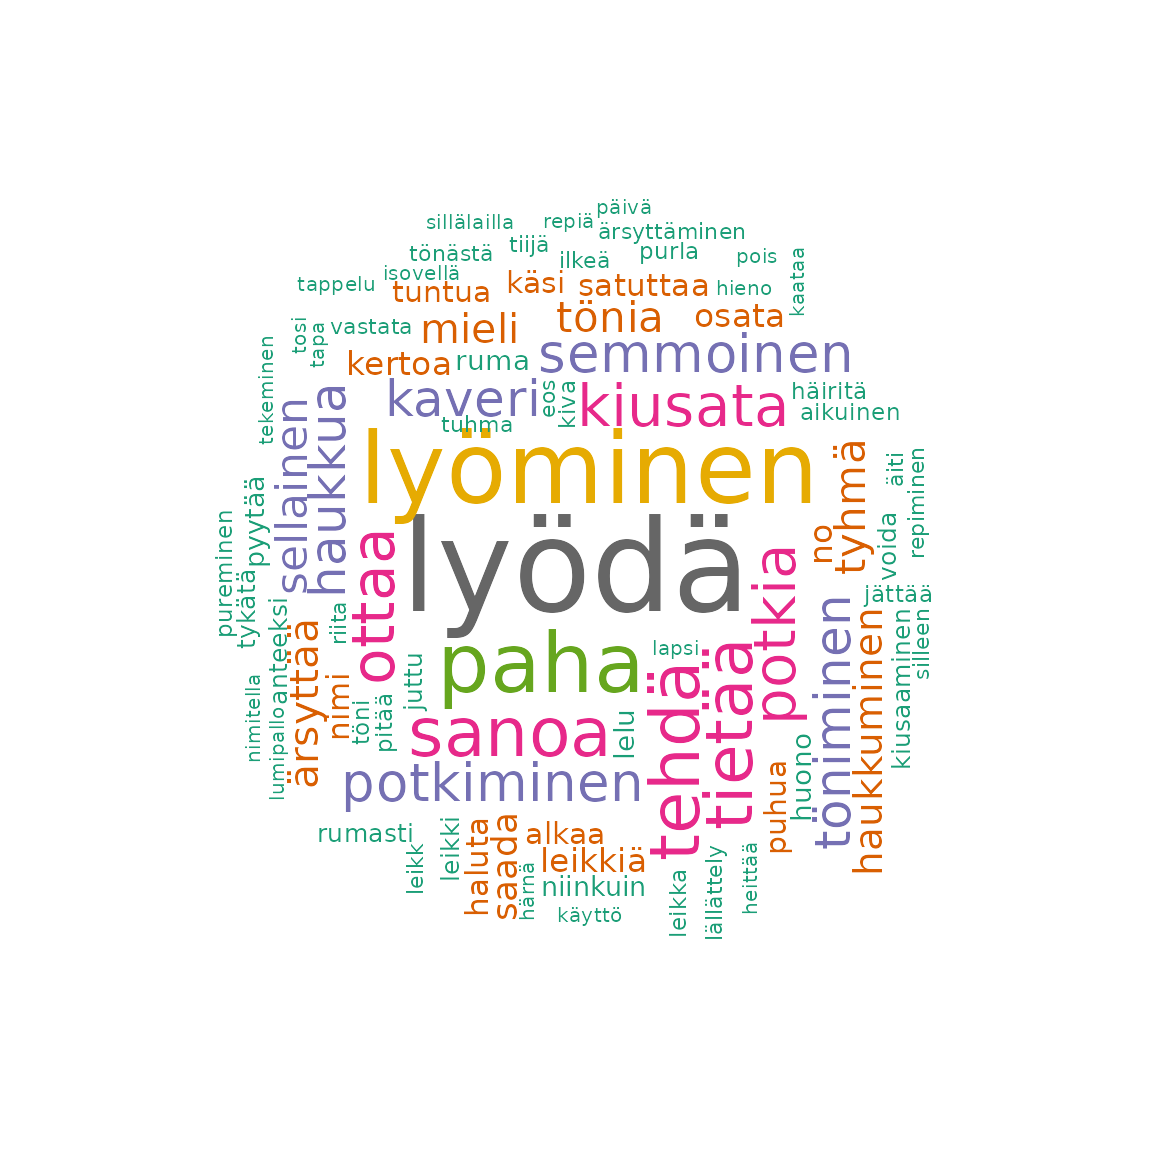 päivä
sillälailla
repiä
ärsyttäminen
tiijä
tönästä
purla
pois
ilkeä
isovellä
kaataa
tappelu
käsi
satuttaa
hieno
tuntua
tönia
osata
mieli
tosi
tapa
vastata
semmoinen
kertoa
ruma
tekeminen
kaveri
eos
kiva
kiusata
häiritä
aikuinen
tuhma
haukkua
sellainen
lyöminen
tyhmä
äiti
repiminen
pyytää
no
voida
lyödä
ottaa
pureminen
tykätä
potkia
jättää
anteeksi
riita
paha
lapsi
tietää
töniminen
haukkuminen
kiusaaminen
silleen
ärsyttää
nimi
juttu
tehdä
nimitella
lumipallo
töni
pitää
sanoa
lelu
huono
potkiminen
puhua
rumasti
leikki
leikk
haluta
saada
alkaa
leikkiä
härnä
niinkuin
käyttö
leikka
lällättely
heittää